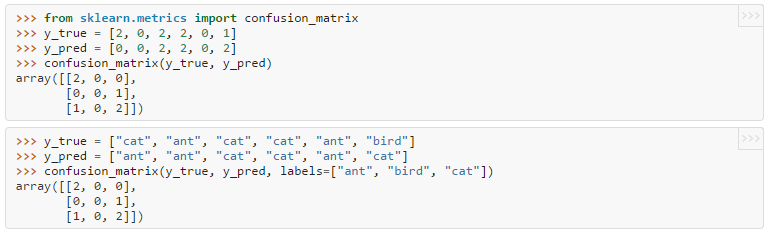 >>> from sklearn.metrics import confusion_matrix
>>>
>>> y_true = [2, 0, 2, 2, 0, 1]
>>> y_pred = [0, 0, 2, 2, 0, 2]
>>> confusion_matrix(y_true, y_pred)
array([[2, 0, 0],
       [0, 0, 1],
       [1, 0, 2]])
>>> y_true = ["cat", "ant", "cat", "cat", "ant", "bird"]
>>>
>>> y_pred = ["ant", "ant", "cat", "cat", "ant", "cat"]
>>> confusion_matrix(y_true, y_pred, labels=["ant", "bird", "cat"])
array([[2, 0, 0],
       [0, 0, 1],
       [1, 0, 2]])